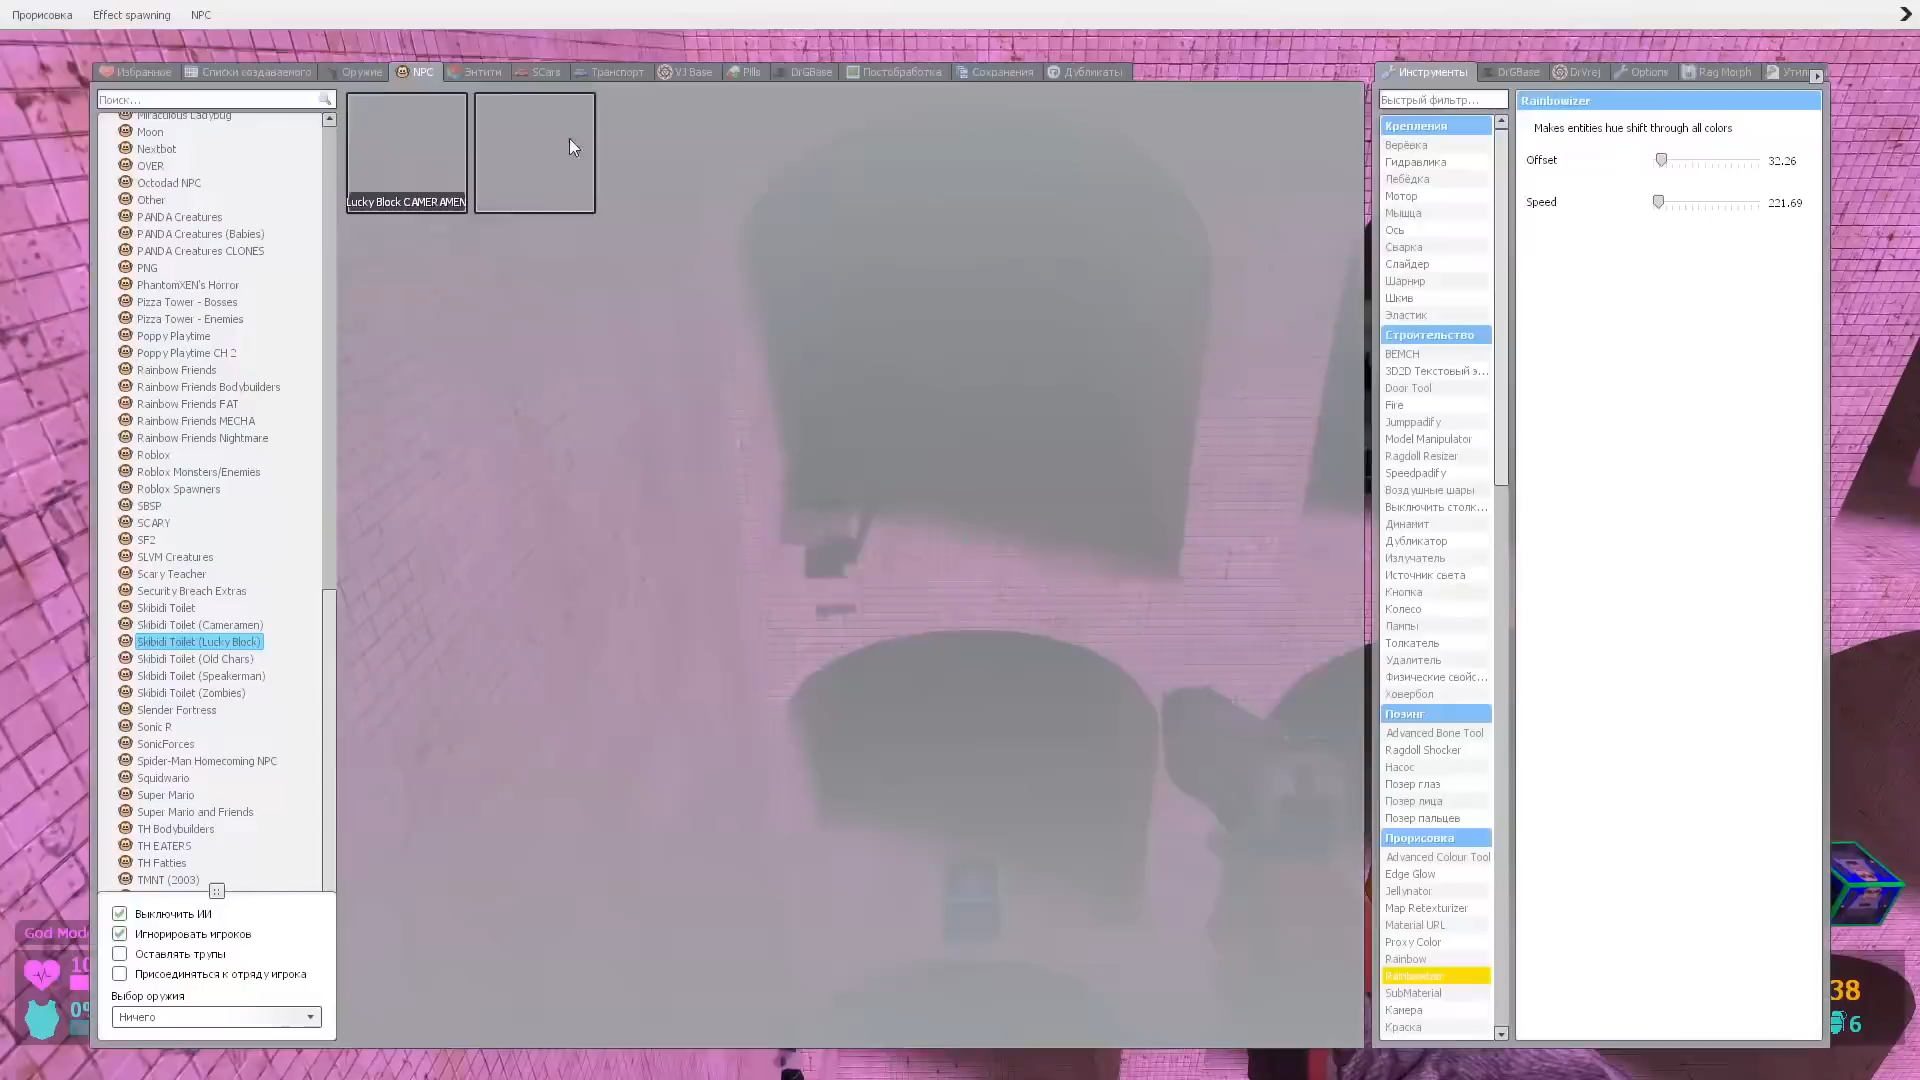 Прорисовка
Effect spawning
NPC
Избранное
Списки создаваемого
Оружие
NPC
Энтити
SCars
Транспорт
VJ Base
Pills
DrGBase
Постобработка
Сохранения
Дубликаты
Поиск...
Miraculous Ladybug
Moon
Nextbot
OVER
Octodad NPC
Other
PANDA Creatures
PANDA Creatures (Babies)
PANDA Creatures CLONES
PNG
PhantomXEN's Horror
Pizza Tower - Bosses
Pizza Tower - Enemies
Poppy Playtime
Poppy Playtime CH 2
Rainbow Friends
Rainbow Friends Bodybuilders
Rainbow Friends FAT
Rainbow Friends MECHA
Rainbow Friends Nightmare
Roblox
Roblox Monsters/Enemies
Roblox Spawners
SBSP
SCARY
SF2
SLVM Creatures
Scary Teacher
Security Breach Extras
Skibidi Toilet
Skibidi Toilet (Cameramen)
Skibidi Toilet (Lucky Block)
Skibidi Toilet (Old Chars)
Skibidi Toilet (Speakerman)
Skibidi Toilet (Zombies)
Slender Fortress
Sonic R
SonicForces
Spider-Man Homecoming NPC
Squidwario
Super Mario
Super Mario and Friends
TH Bodybuilders
TH EATERS
TH Fatties
TMNT (2003)
Выключить ИИ
Игнорировать игроков
Оставлять трупы
Присоединяться к отряду игрока
Выбор оружия
Ничего
Lucky Block CAMERAMEN
Инструменты
DrGBase
DrVrej
Options
Rag Morph
Быстрый фильтр...
Крепления
Верёвка
Гидравлика
Лебёдка
Мотор
Мышца
Ось
Сварка
Слайдер
Шарнир
Шкив
Эластик
Строительство
BEMCH
3D2D Текстовый э...
Door Tool
Fire
Jumppadify
Model Manipulator
Ragdoll Resizer
Speedpadify
Воздушные шары
Выключить столк...
Динамит
Дубликатор
Излучатель
Источник света
Кнопка
Колесо
Лампы
Толкатель
Удалитель
Физические свойс...
Ховербол
Позинг
Advanced Bone Tool
Ragdoll Shocker
Насос
Позер глаз
Позер лица
Позер пальцев
Прорисовка
Advanced Colour Tool
Edge Glow
Jellynator
Map Retexturizer
Material URL
Proxy Color
Rainbow
Rainbowizer
SubMaterial
Камера
Краска
Rainbowizer
Makes entities hue shift through all colors
Offset
32.26
Speed
221.69
38
6